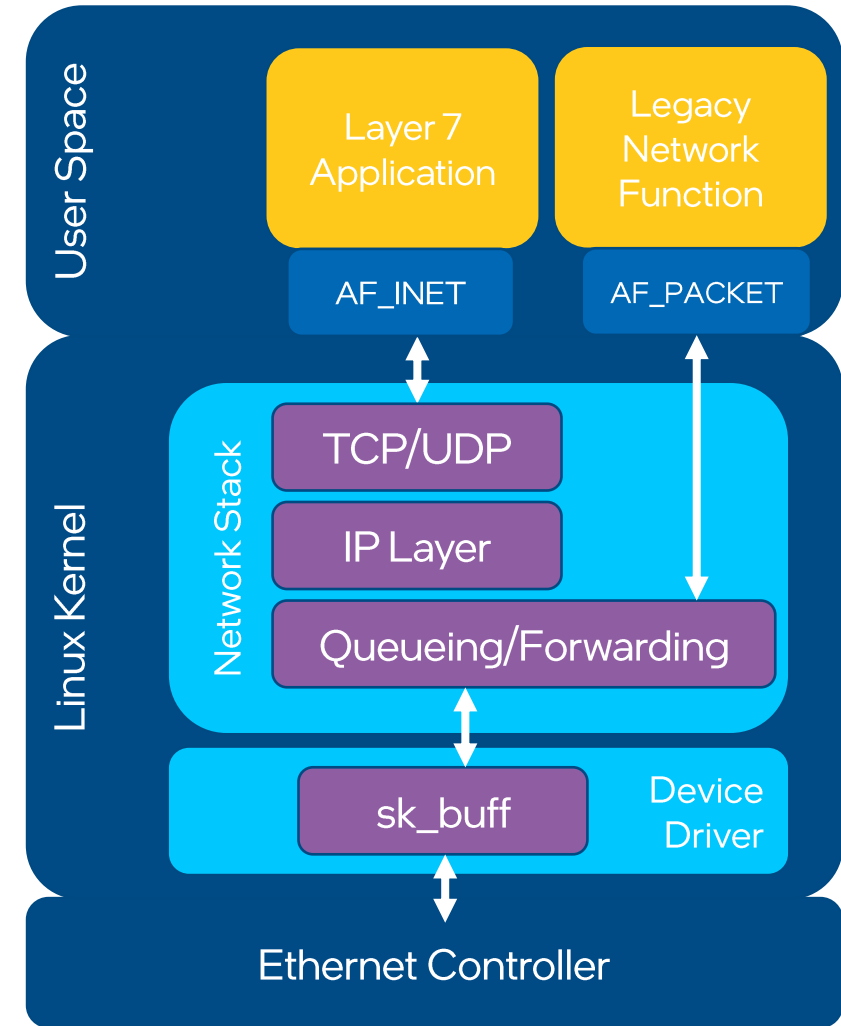 User Space
Layer 7
Application
Legacy
Network
Function
AF_INET
AF_PACKET
Linux Kernel
Network Stack
TCP/UDP
IP Layer
Queueing/Forwarding
sk_buff
Device
Driver
Ethernet Controller